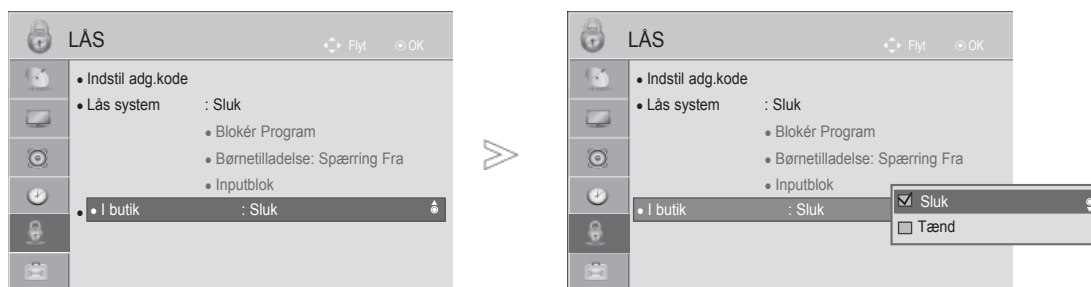 LÅS
Flyt
OK
• Indstil adg.kode
• Lås system : Sluk
• Blokér Program
• Børnetilladelse: Spærring Fra
• Inputblok
• • I butik : Sluk
LÅS
Flyt
OK
• Indstil adg.kode
• Lås system : Sluk
• Blokér Program
• Børnetilladelse: Spærring Fra
• Inputblok
• I butik : Sluk
Sluk
Tænd